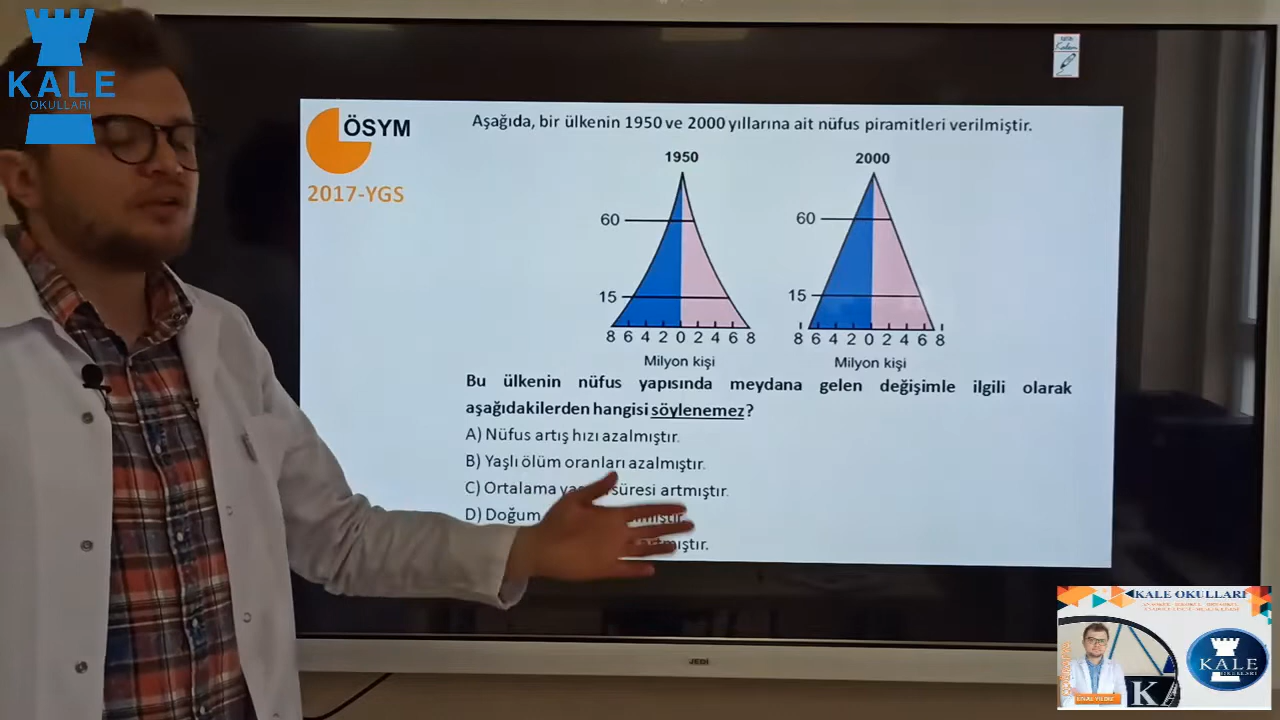 KALE
OKULLARI
ÖSYM
2017-YGS
Aşağıda, bir ülkenin 1950 ve 2000 yıllarına ait nüfus piramitleri verilmiştir.
1950
2000
60
60
15
15
8 6 4 2 0 2 4 6 8
8 6 4 2 0 2 4 6 8
Milyon kişi
Milyon kişi
Bu ülkenin nüfus yapısında meydana gelen değişimle ilgili olarak
aşağıdakilerden hangisi söylenemez?
A) Nüfus artış hızı azalmıştır.
B) Yaşlı ölüm oranları azalmıştır.
C) Ortalama süresi artmıştır.
D) Doğum
artmıştır.
JEDI
KALE OKULLARI
K
KALE
OKULLARI